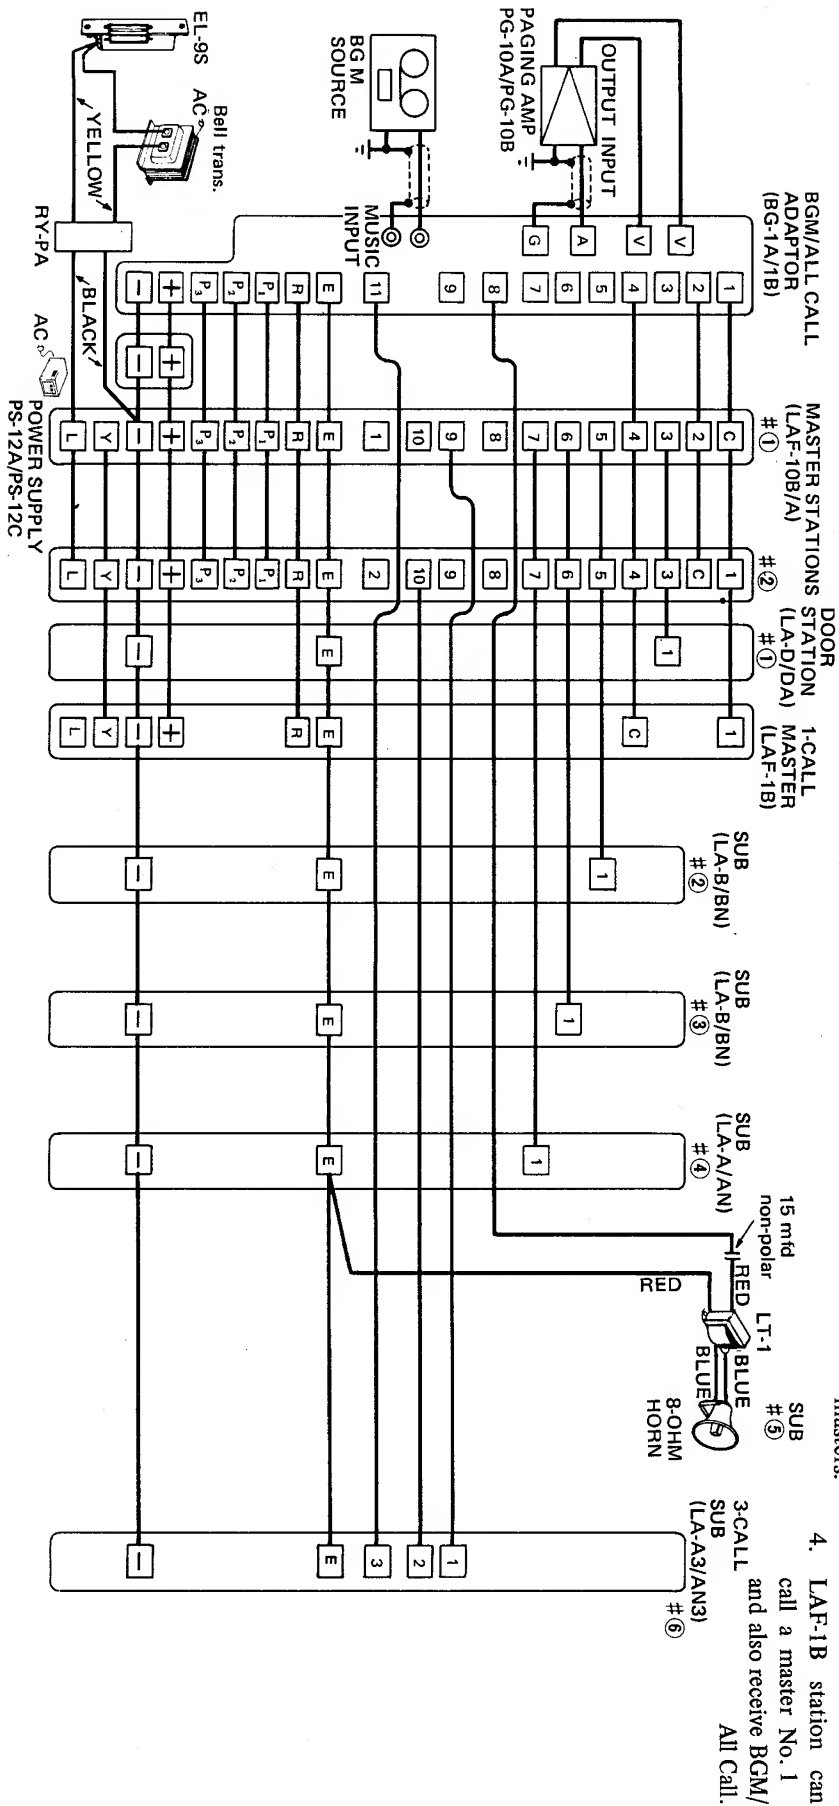 4. LAF-1B station can
call a master No. 1
and also receive BGM/
All Call.
PAGING AMP
PG-10A/PG-10B
OUTPUT INPUT
V
V
A
G
BGM
SOURCE
MUSIC
INPUT
EL-9S
Bell trans.
AC
YELLOW
RY-PA
BLACK
AC
POWER SUPPLY
PS-12A/PS-12C
BGM/ALL CALL
ADAPTOR
(BG-1A/1B)
1
2
3
4
5
6
7
8
9
11
E
R
P1
P2
P3
+
−
+
−
MASTER STATIONS
(LAF-10B/A)
#①
C
2
3
4
5
6
7
8
9
10
1
E
R
P1
P2
P3
+
−
Y
L
#②
1
C
3
4
5
6
7
8
9
10
2
E
R
P1
P2
P3
+
−
Y
L
DOOR
STATION
(LA-D/DA)
#①
1
E
−
1-CALL
MASTER
(LAF-1B)
1
C
R
E
+
−
Y
L
SUB
(LA-B/BN)
#②
1
E
−
SUB
(LA-B/BN)
#③
1
E
−
SUB
(LA-A/AN)
#④
1
E
−
15 mfd
non-polar
RED
RED
LT-1
BLUE
BLUE
SUB
#⑤
8-OHM
HORN
3-CALL
SUB
(LA-A3/AN3)
#⑥
1
2
3
E
−